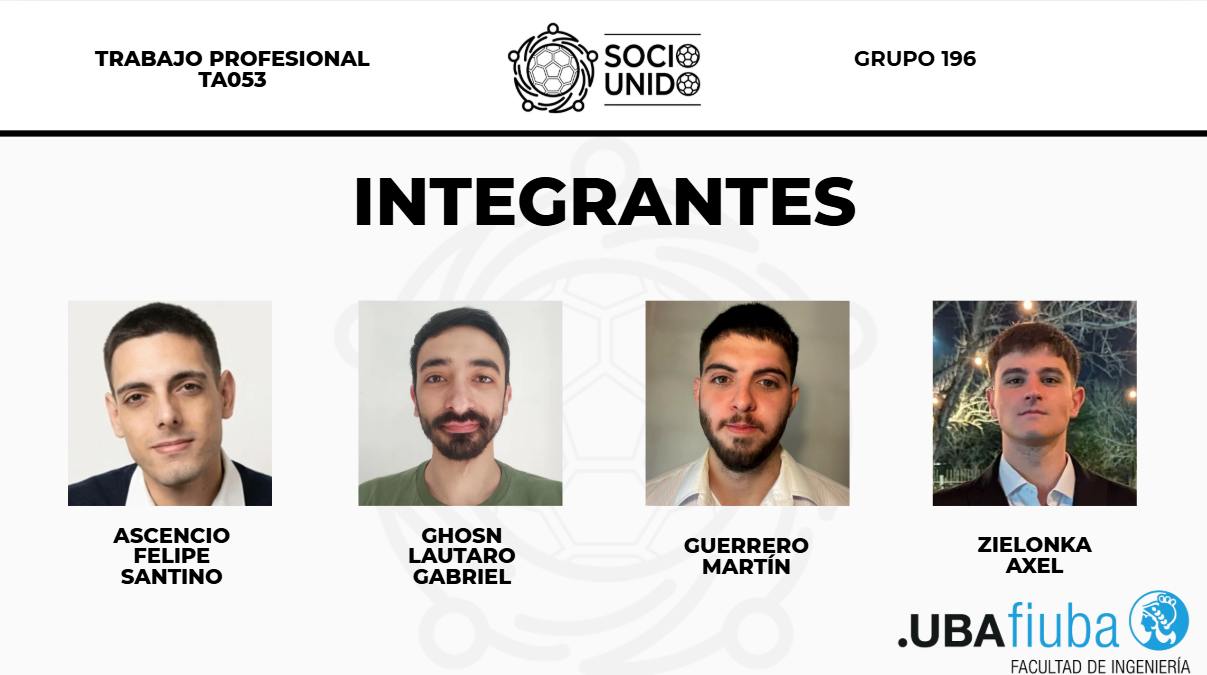 TRABAJO PROFESIONAL
TA053
SOCIO
UNIDO
GRUPO 196
INTEGRANTES
ASCENCIO
FELIPE
SANTINO
GHOSN
LAUTARO
GABRIEL
GUERRERO
MARTÍN
ZIELONKA
AXEL
.UBAfiuba
FACULTAD DE INGENIERÍA